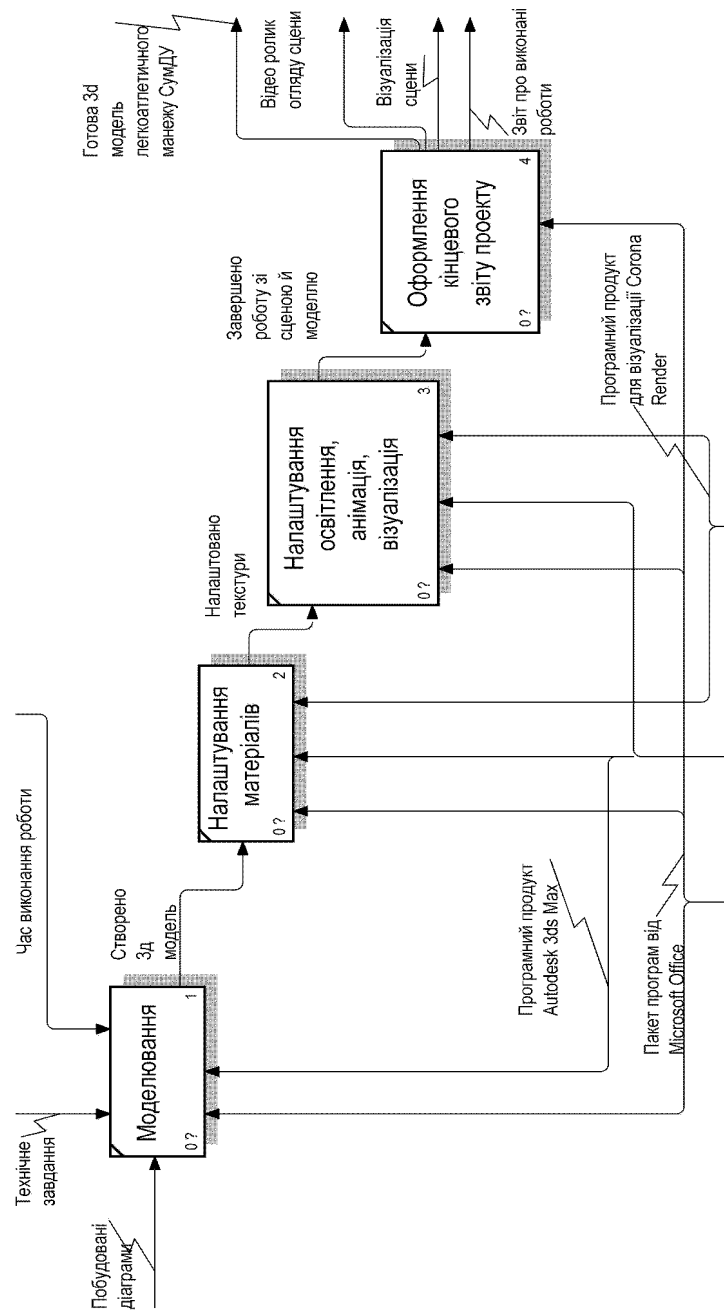 Технічне
завдання
Час виконання роботи
Побудовані
діаграми
Моделювання
0 ?
1
Створено
3д
модель
Налаштування
матеріалів
0 ?
2
Налаштовано
текстури
Налаштування
освітлення,
анімація,
візуалізація
0 ?
3
Завершено
роботу зі
сценою й
моделлю
Оформлення
кінцевого
звіту проекту
0 ?
4
Готова 3d
модель
легкоатлетичного
манежу СумДУ
Відео ролик
огляду сцени
Візуалізація
сцени
Звіт про виконані
роботи
Програмний продукт
Autodesk 3ds Max
Пакет програм від
Microsoft Office
Програмний продукт
для візуалізації Corona
Render